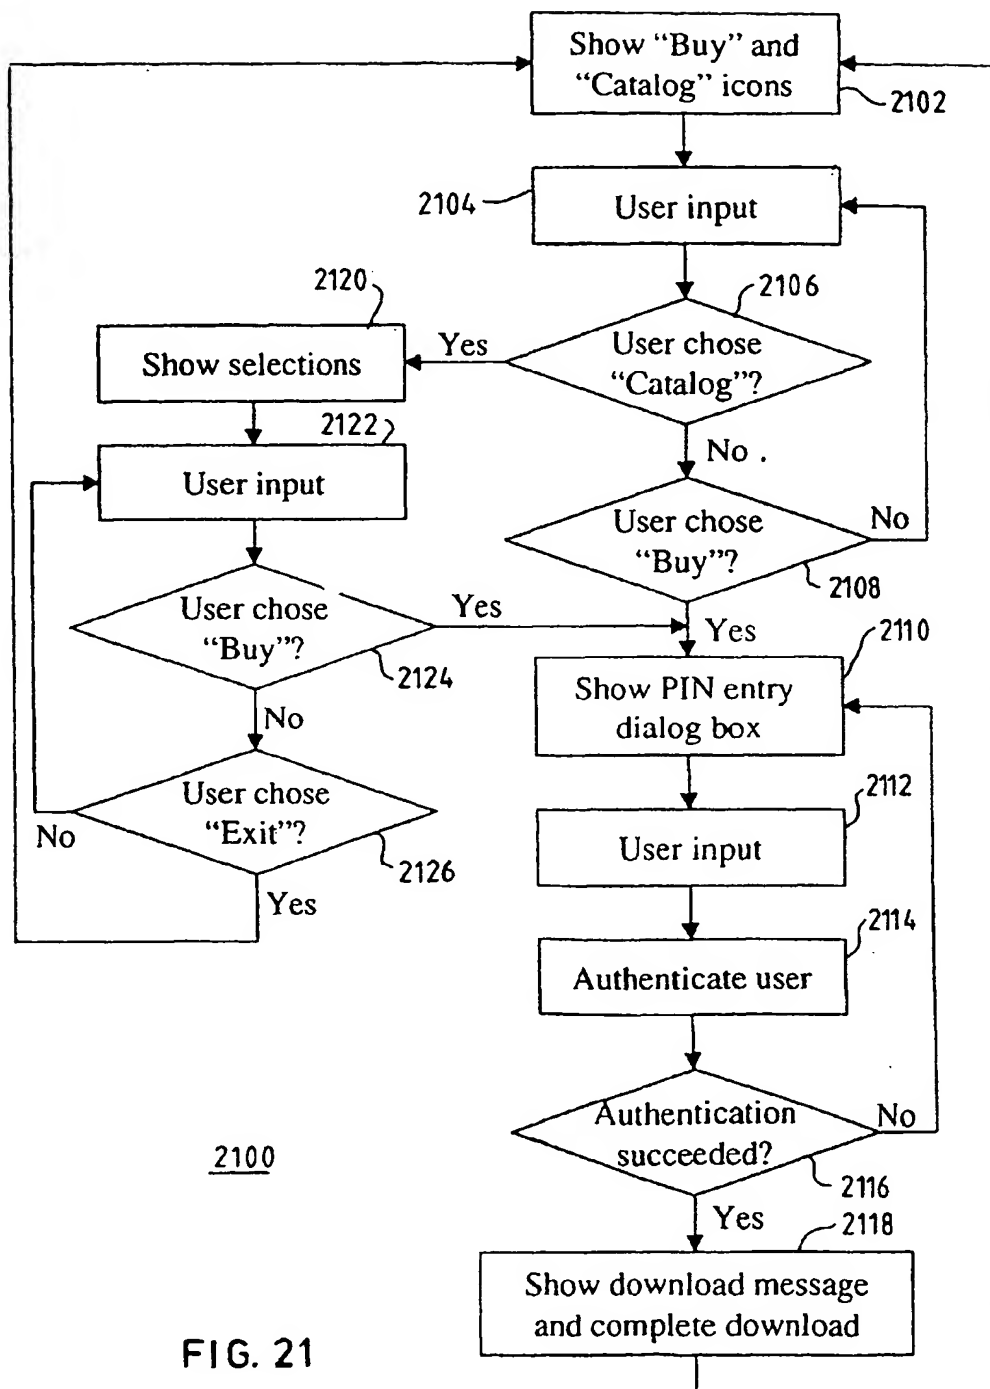 Show “Buy” and
“Catalog” icons
2102
2104
User input
2106
User chose
“Catalog”?
Yes
2120
Show selections
No .
2122
User input
User chose
“Buy”?
No
2108
Yes
User chose
“Buy”?
Yes
2124
2110
Show PIN entry
dialog box
No
User chose
“Exit”?
No
2126
Yes
2112
User input
2114
Authenticate user
Authentication
succeeded?
No
2116
Yes
2100
2118
Show download message
and complete download
FIG. 21